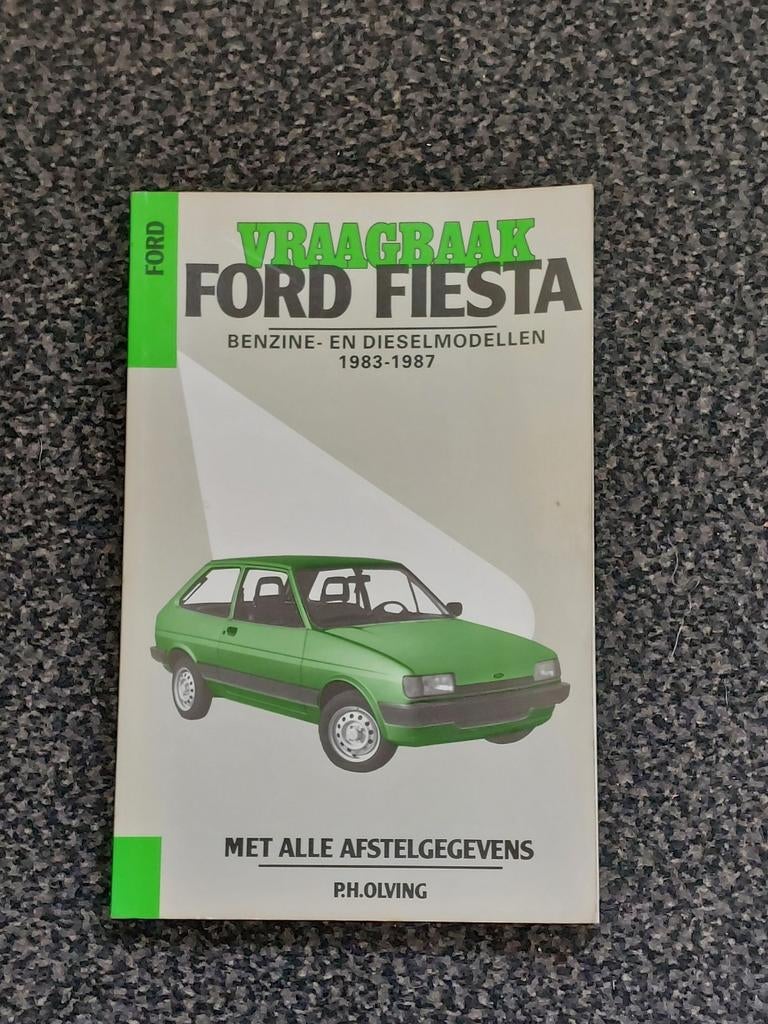 FORD
VRAAGBAAK
FORD FIESTA
BENZINE- EN DIESELMODELLEN
1983-1987
MET ALLE AFSTELGEGEVENS
P.H.OLVING